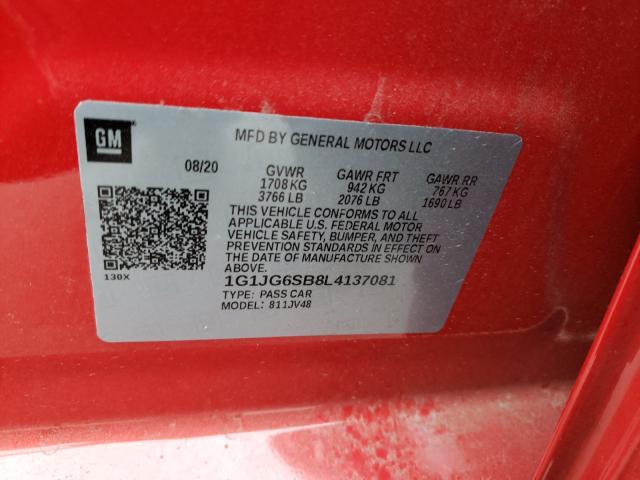 GM
MFD BY GENERAL MOTORS LLC
08/20 GVWR GAWR FRT GAWR RR
1708 KG 942 KG 767 KG
3766 LB 2076 LB 1690 LB
THIS VEHICLE CONFORMS TO ALL
APPLICABLE U.S. FEDERAL MOTOR
VEHICLE SAFETY, BUMPER, AND THEFT
PREVENTION STANDARDS IN EFFECT ON
THE DATE OF MANUFACTURE SHOWN ABOVE.
130X
1G1JG6SB8L4137081
TYPE: PASS CAR
MODEL: 811JV48